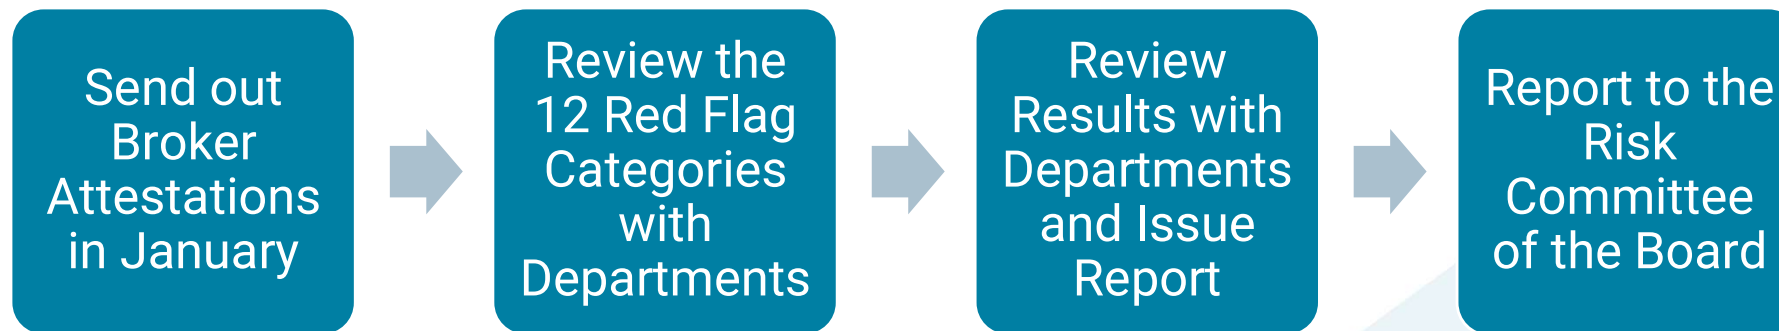 Send out
Broker
Attestations
in January
Review the
12 Red Flag
Categories
with
Departments
Review
Results with
Departments
and Issue
Report
Report to the
Risk
Committee
of the Board